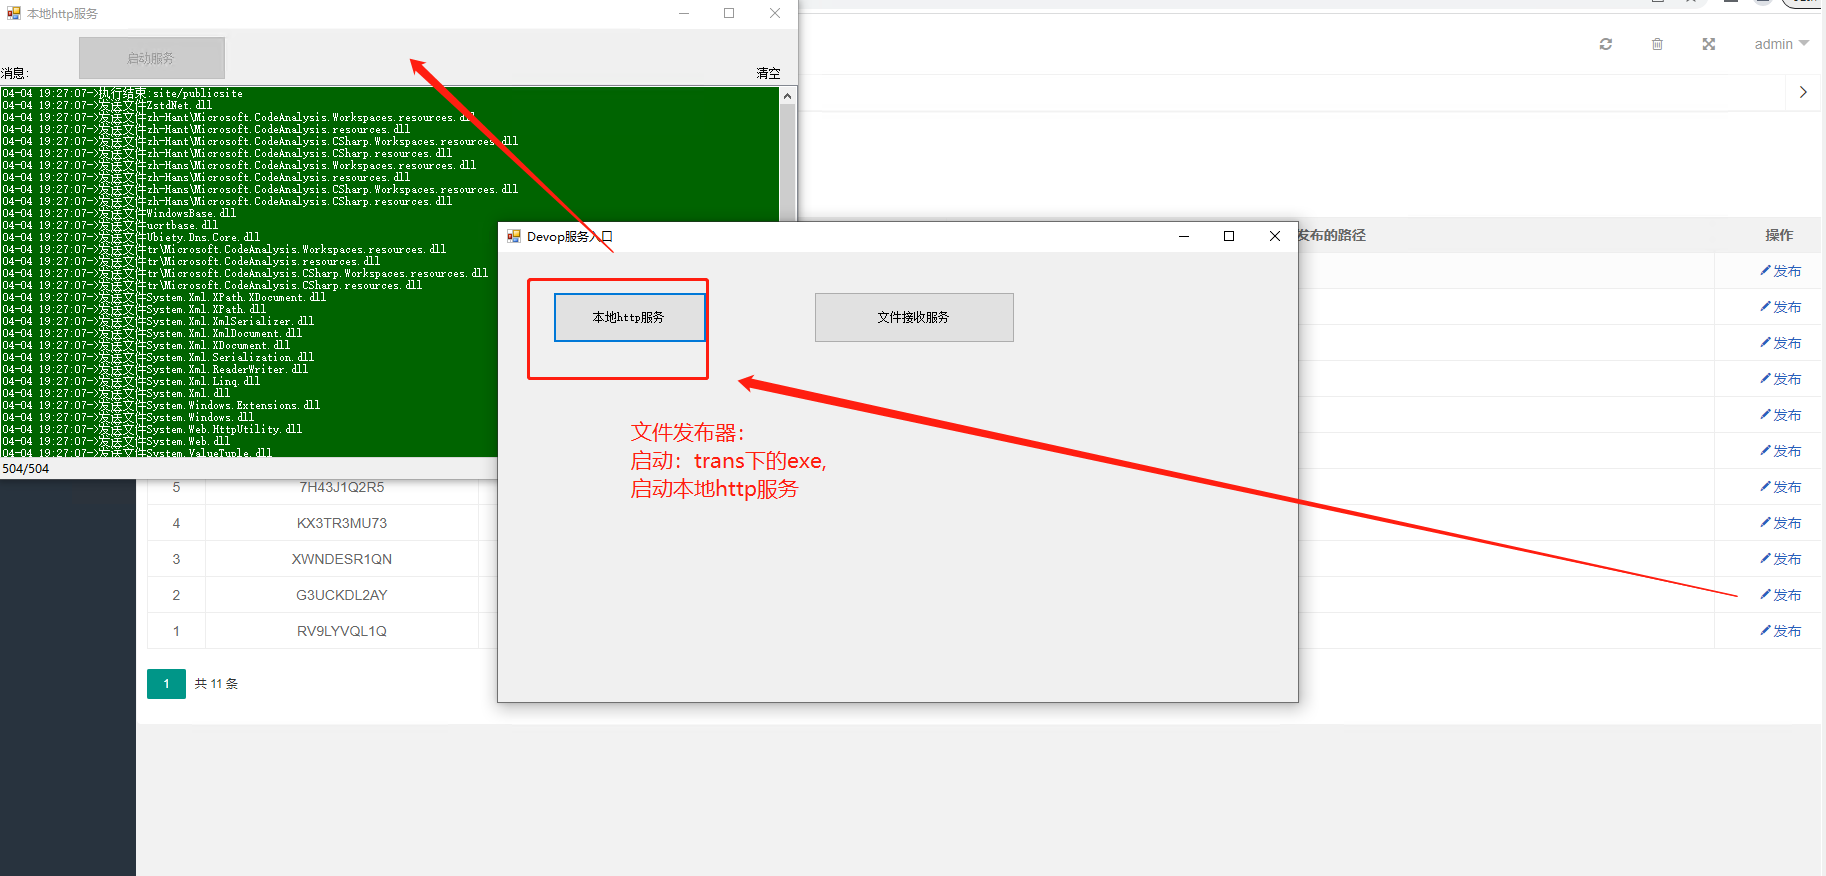 本地http服务
启动服务
消息:
清空
04-04 19:27:07->执行结束:site/publicsite
04-04 19:27:07->发送文件ZstdNet.dll
04-04 19:27:07->发送文件zh-Hant\Microsoft.CodeAnalysis.Workspaces.resources.dll
04-04 19:27:07->发送文件zh-Hant\Microsoft.CodeAnalysis.resources.dll
04-04 19:27:07->发送文件zh-Hant\Microsoft.CodeAnalysis.CSharp.Workspaces.resources.dll
04-04 19:27:07->发送文件zh-Hant\Microsoft.CodeAnalysis.CSharp.resources.dll
04-04 19:27:07->发送文件zh-Hans\Microsoft.CodeAnalysis.Workspaces.resources.dll
04-04 19:27:07->发送文件zh-Hans\Microsoft.CodeAnalysis.resources.dll
04-04 19:27:07->发送文件zh-Hans\Microsoft.CodeAnalysis.CSharp.Workspaces.resources.dll
04-04 19:27:07->发送文件zh-Hans\Microsoft.CodeAnalysis.CSharp.resources.dll
04-04 19:27:07->发送文件WindowsBase.dll
04-04 19:27:07->发送文件ucrtbase.dll
04-04 19:27:07->发送文件Ubiety.Dns.Core.dll
04-04 19:27:07->发送文件tr\Microsoft.CodeAnalysis.Workspaces.resources.dll
04-04 19:27:07->发送文件tr\Microsoft.CodeAnalysis.resources.dll
04-04 19:27:07->发送文件tr\Microsoft.CodeAnalysis.CSharp.Workspaces.resources.dll
04-04 19:27:07->发送文件tr\Microsoft.CodeAnalysis.CSharp.resources.dll
04-04 19:27:07->发送文件System.Xml.XPath.XDocument.dll
04-04 19:27:07->发送文件System.Xml.XPath.dll
04-04 19:27:07->发送文件System.Xml.XmlSerializer.dll
04-04 19:27:07->发送文件System.Xml.XmlDocument.dll
04-04 19:27:07->发送文件System.Xml.XDocument.dll
04-04 19:27:07->发送文件System.Xml.Serialization.dll
04-04 19:27:07->发送文件System.Xml.ReaderWriter.dll
04-04 19:27:07->发送文件System.Xml.Linq.dll
04-04 19:27:07->发送文件System.Xml.dll
04-04 19:27:07->发送文件System.Windows.Extensions.dll
04-04 19:27:07->发送文件System.Windows.dll
04-04 19:27:07->发送文件System.Web.HttpUtility.dll
04-04 19:27:07->发送文件System.Web.dll
04-04 19:27:07->发送文件System.ValueTuple.dll
504/504
admin
Devop服务入口
本地http服务
文件接收服务
文件发布器：
启动：trans下的exe,
启动本地http服务
发布的路径 操作
发布
发布
发布
发布
发布
发布
5 7H43J1Q2R5 发布
4 KX3TR3MU73 发布
3 XWNDESR1QN 发布
2 G3UCKDL2AY 发布
1 RV9LYVQL1Q 发布
1 共 11 条